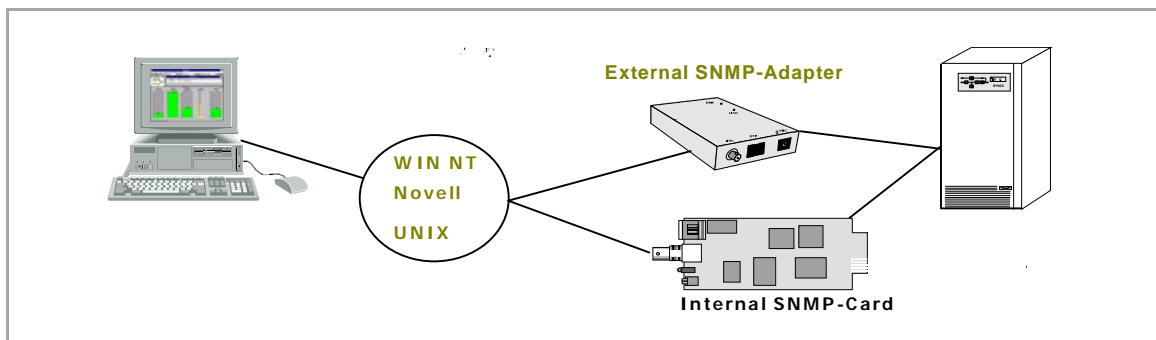 External SNMP-Adapter
WIN NT
Novell
UNIX
Internal SNMP-Card